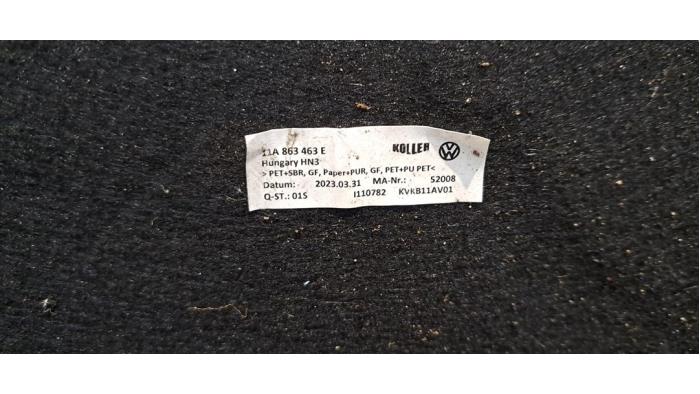 11A 863 463 E KOLLER
Hungary HN3
> PET+SBR, GF, Paper+PUR, GF, PET+PU PET<
Datum: 2023.03.31 MA-Nr.: 52008
Q-ST.: 01S I110782 KVKB11AV01